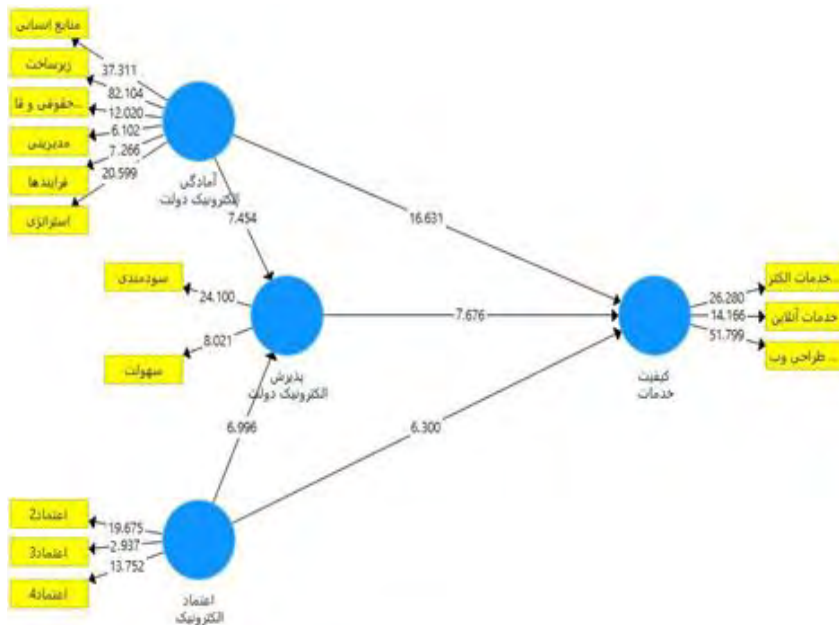 منابع انسانی
زیرساخت
حقوقی و قا...
مدیریتی
فرایندها
استراتژی
37.311
82.104
12.020
6.102
7.266
20.599
آمادگی
الکترونیک دولت
7.454
16.631
سودمندی
سهولت
24.100
8.021
پذیرش
الکترونیک دولت
7.676
6.996
6.300
کیفیت
خدمات
26.280
14.166
51.799
خدمات الکتر...
خدمات آنلاین
طراحی وب ...
اعتماد2
اعتماد3
اعتماد4
19.675
2.937
13.752
اعتماد
الکترونیک